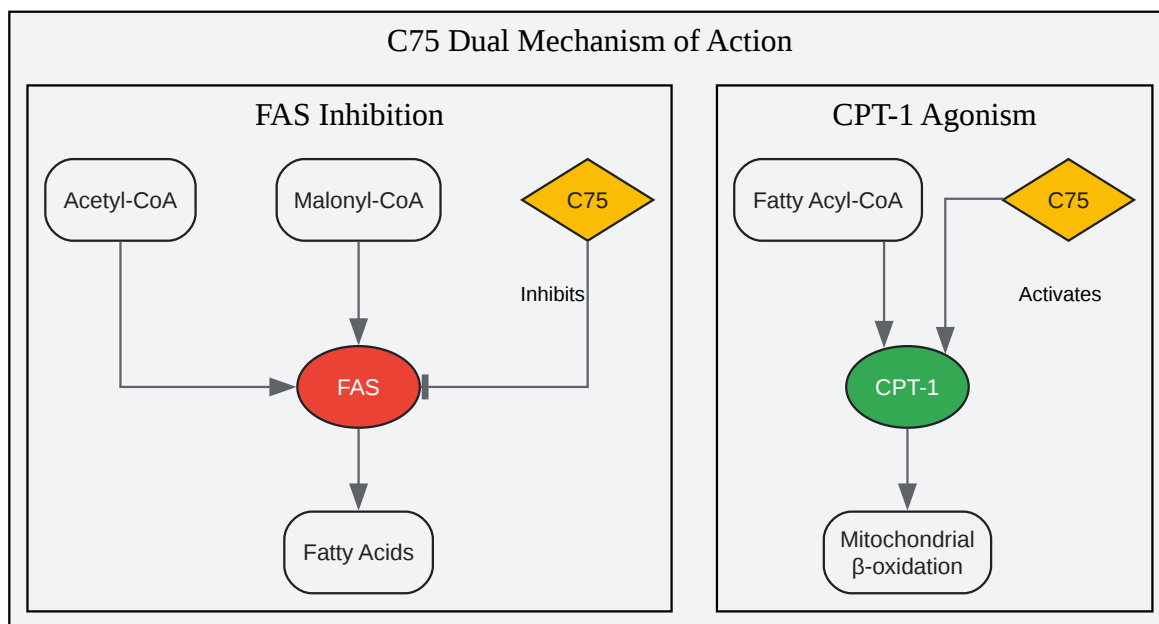 C75 Dual Mechanism of Action
FAS Inhibition
Acetyl-CoA
Malonyl-CoA
C75
Inhibits
FAS
Fatty Acids
CPT-1 Agonism
Fatty Acyl-CoA
C75
Activates
CPT-1
Mitochondrial
β-oxidation